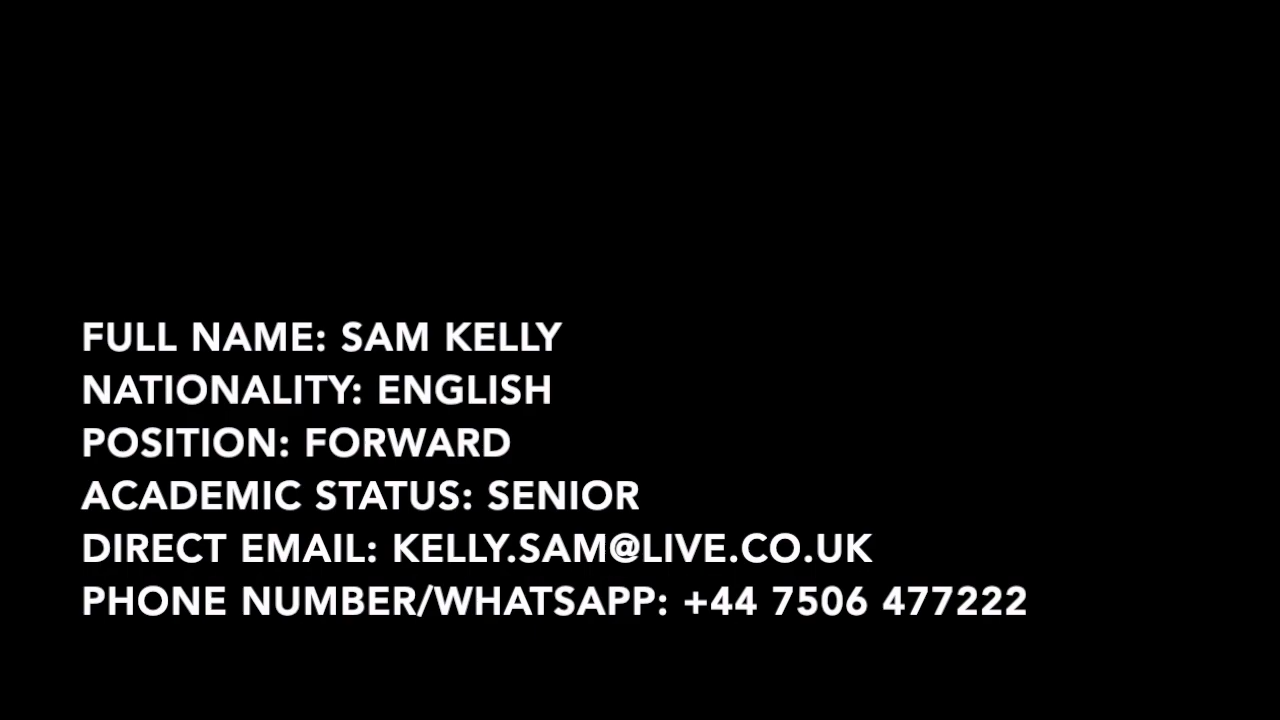 FULL NAME: SAM KELLY
NATIONALITY: ENGLISH
POSITION: FORWARD
ACADEMIC STATUS: SENIOR
DIRECT EMAIL: KELLY.SAM@LIVE.CO.UK
PHONE NUMBER/WHATSAPP: +44 7506 477222